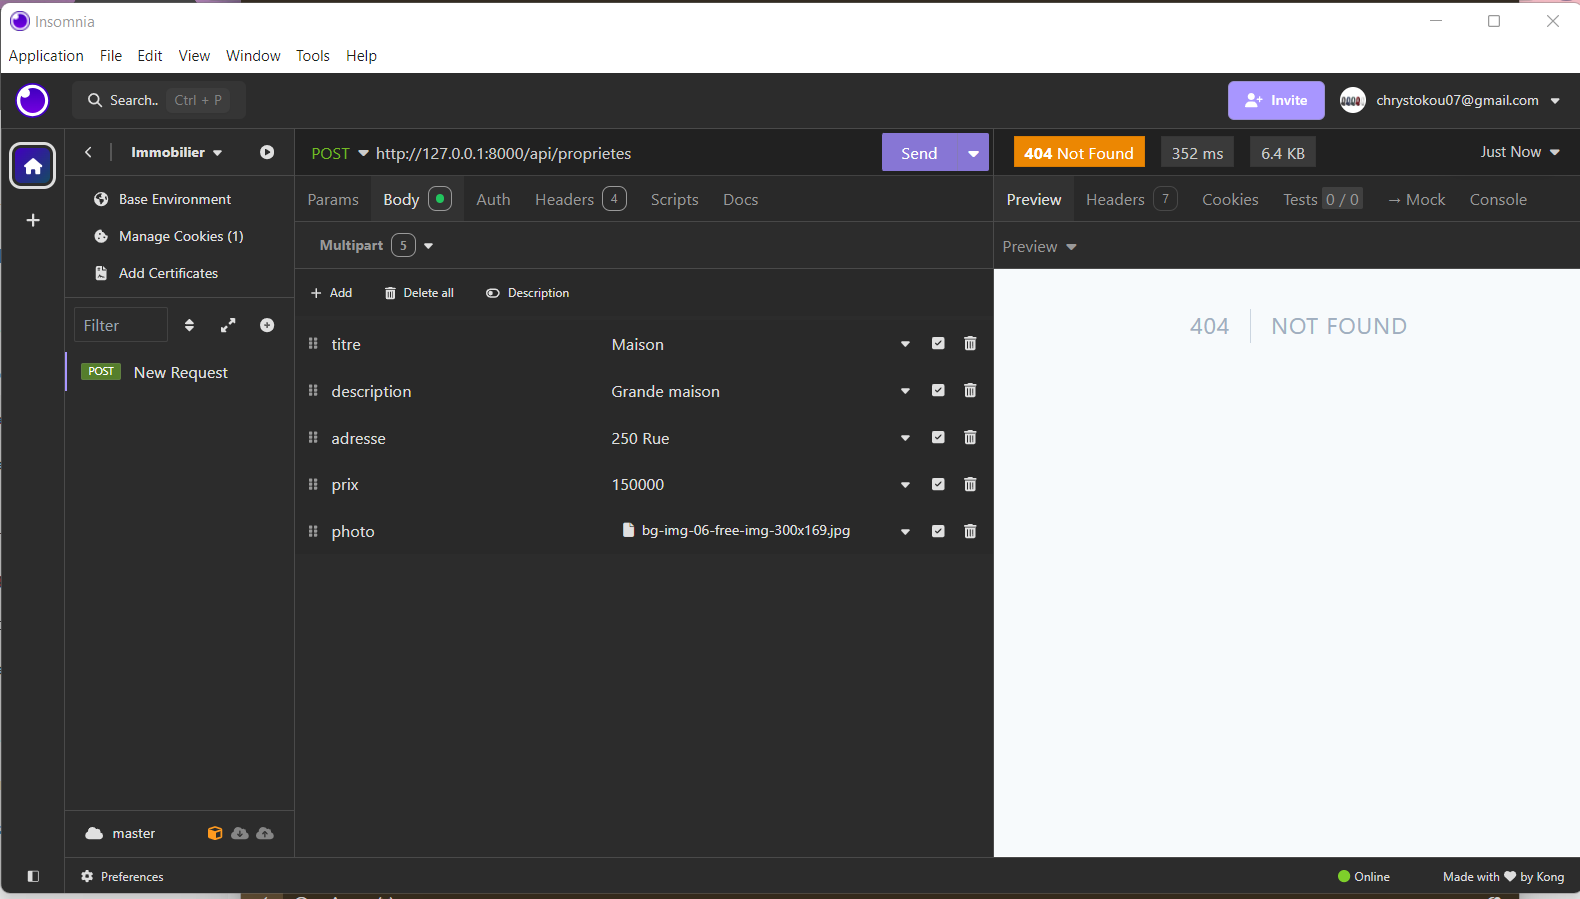 Insomnia
Application File Edit View Window Tools Help
Search.. Ctrl + P
Invite
chrystokou07@gmail.com
Immobilier
POST http://127.0.0.1:8000/api/proprietes
Send
404 Not Found 352 ms 6.4 KB Just Now
Base Environment
Manage Cookies (1)
Add Certificates
Params Body Auth Headers 4 Scripts Docs
Preview Headers 7 Cookies Tests 0 / 0 → Mock Console
Multipart 5
Preview
+ Add Delete all Description
Filter
POST New Request
titre Maison
description Grande maison
adresse 250 Rue
prix 150000
photo bg-img-06-free-img-300x169.jpg
404 NOT FOUND
master
Preferences
Online
Made with ♥ by Kong